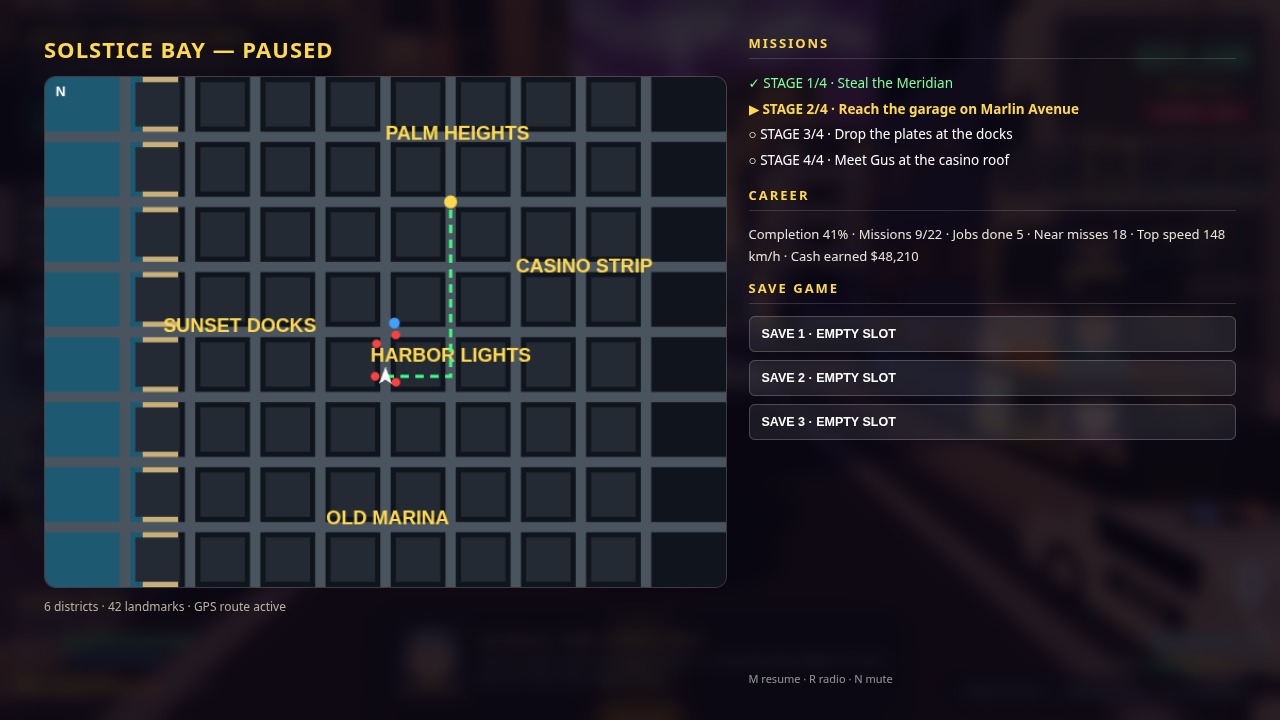 SOLSTICE BAY — PAUSED
N
PALM HEIGHTS
CASINO STRIP
SUNSET DOCKS
HARBOR LIGHTS
OLD MARINA
6 districts · 42 landmarks · GPS route active
MISSIONS
✓ STAGE 1/4 · Steal the Meridian
▶ STAGE 2/4 · Reach the garage on Marlin Avenue
○ STAGE 3/4 · Drop the plates at the docks
○ STAGE 4/4 · Meet Gus at the casino roof
CAREER
Completion 41% · Missions 9/22 · Jobs done 5 · Near misses 18 · Top speed 148
km/h · Cash earned $48,210
SAVE GAME
SAVE 1 · EMPTY SLOT
SAVE 2 · EMPTY SLOT
SAVE 3 · EMPTY SLOT
M resume · R radio · N mute